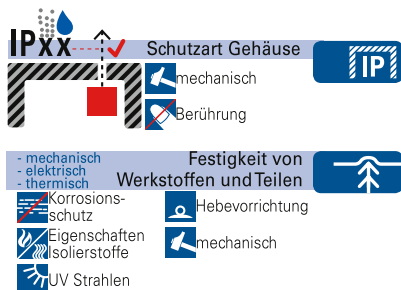 IPxx
Schutzart Gehäuse
IP
mechanisch
Berührung
- mechanisch
- elektrisch
- thermisch
Festigkeit von
Werkstoffen und Teilen
Korrosions-
schutz
Eigenschaften
Isolierstoffe
UV Strahlen
Hebevorrichtung
mechanisch